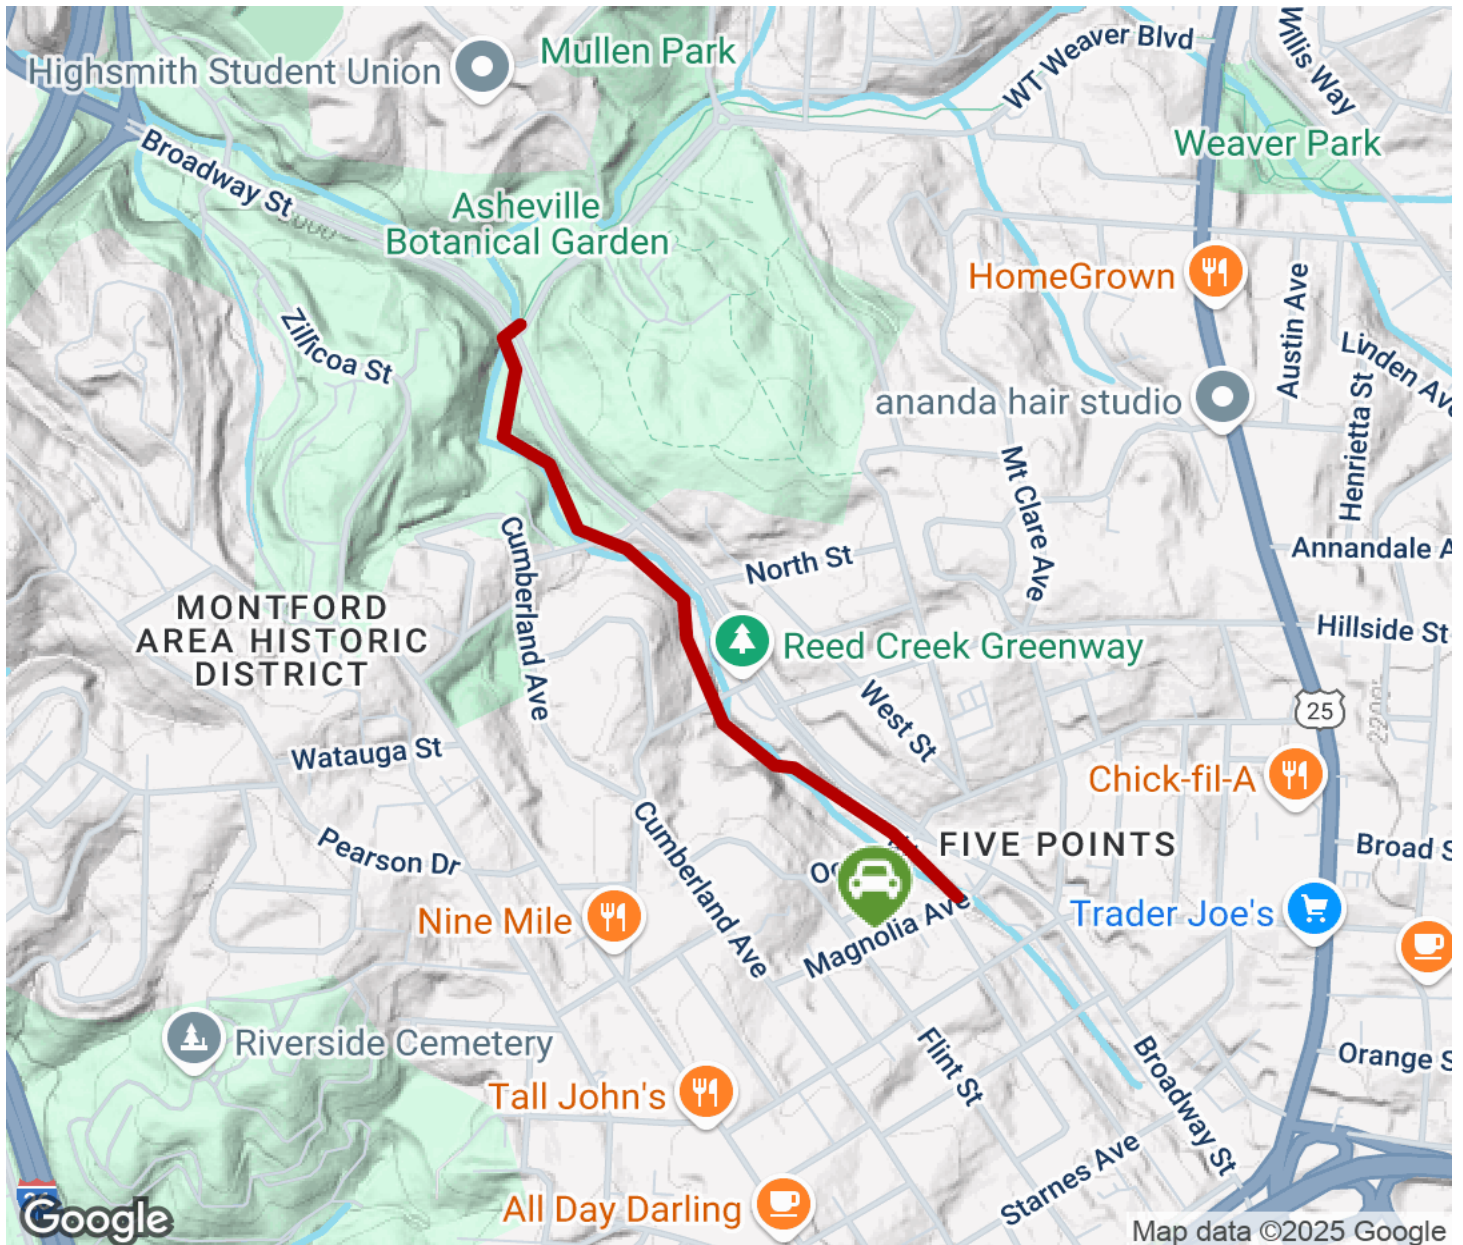 Mullen Park
Highsmith Student Union
WT Weaver Blvd
Willis Way
Broadway St
Weaver Park
Asheville
Botanical Garden
HomeGrown
Zillicoa St
Austin Ave
Linden Ave
Henrietta St
ananda hair studio
Mt Clare Ave
Cumberland Ave
North St
Annandale A
MONTFORD
AREA HISTORIC
DISTRICT
Reed Creek Greenway
Hillside St
West St
25
Watauga St
Chick-fil-A
Cumberland Ave
Pearson Dr
FIVE POINTS
Broad S
Nine Mile
Magnolia Ave
Trader Joe's
Riverside Cemetery
Flint St
Broadway St
Orange S
Tall John's
Starnes Ave
All Day Darling
Google
Map data ©2025 Google